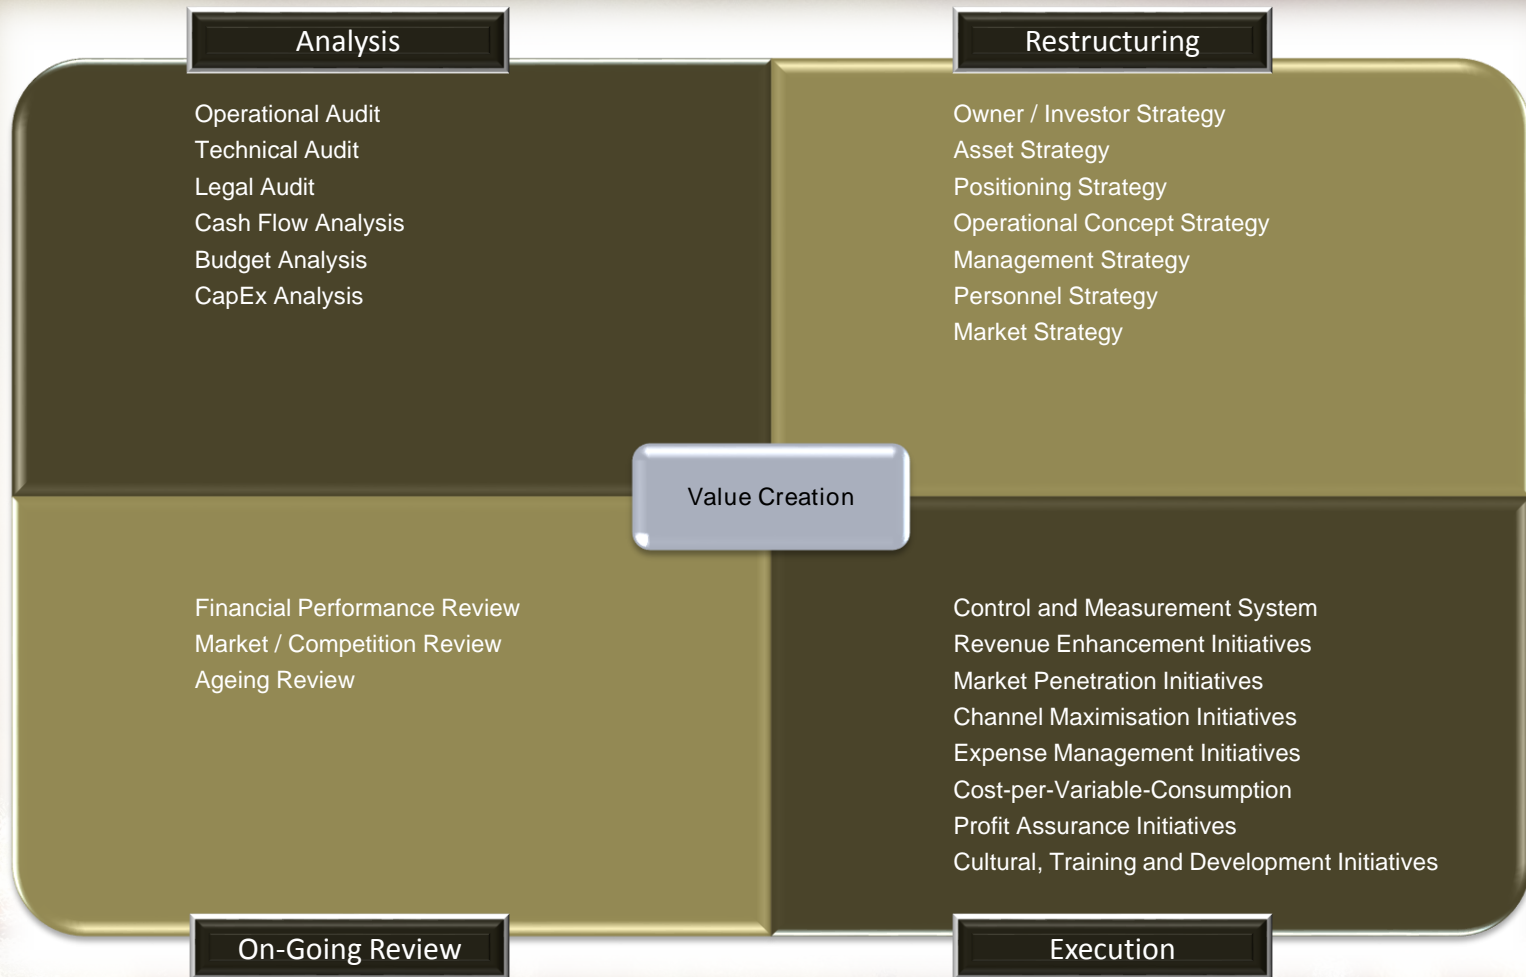 Analysis
Operational Audit
Technical Audit
Legal Audit
Cash Flow Analysis
Budget Analysis
CapEx Analysis
Restructuring
Owner / Investor Strategy
Asset Strategy
Positioning Strategy
Operational Concept Strategy
Management Strategy
Personnel Strategy
Market Strategy
Value Creation
Financial Performance Review
Market / Competition Review
Ageing Review
On-Going Review
Control and Measurement System
Revenue Enhancement Initiatives
Market Penetration Initiatives
Channel Maximisation Initiatives
Expense Management Initiatives
Cost-per-Variable-Consumption
Profit Assurance Initiatives
Cultural, Training and Development Initiatives
Execution